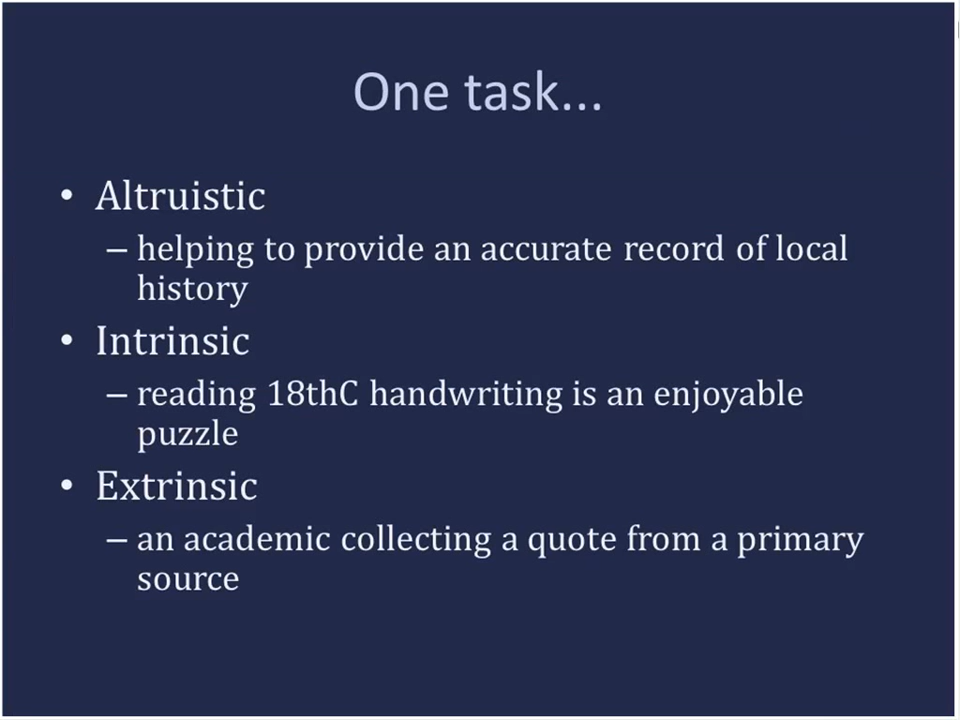 One task...
• Altruistic
– helping to provide an accurate record of local
history
• Intrinsic
– reading 18thC handwriting is an enjoyable
puzzle
• Extrinsic
– an academic collecting a quote from a primary
source